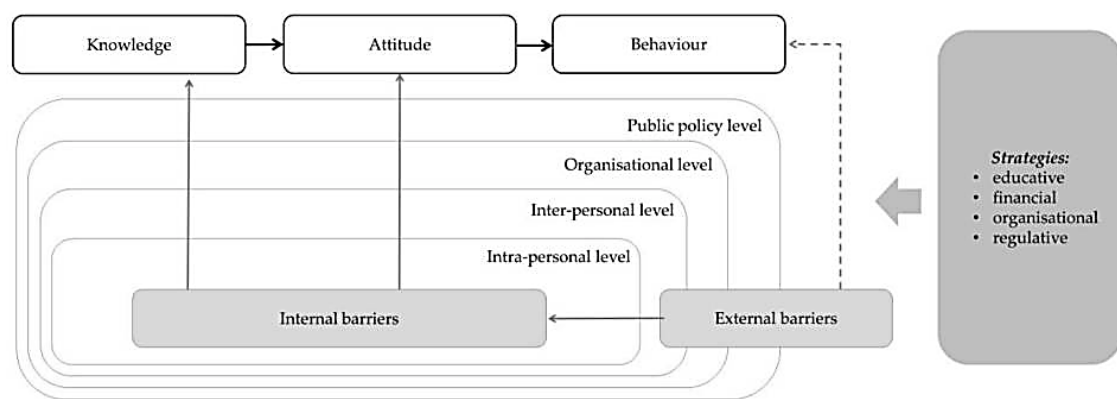 Knowledge
Attitude
Behaviour
Public policy level
Organisational level
Inter-personal level
Intra-personal level
Internal barriers
External barriers
Strategies:
• educative
• financial
• organisational
• regulative